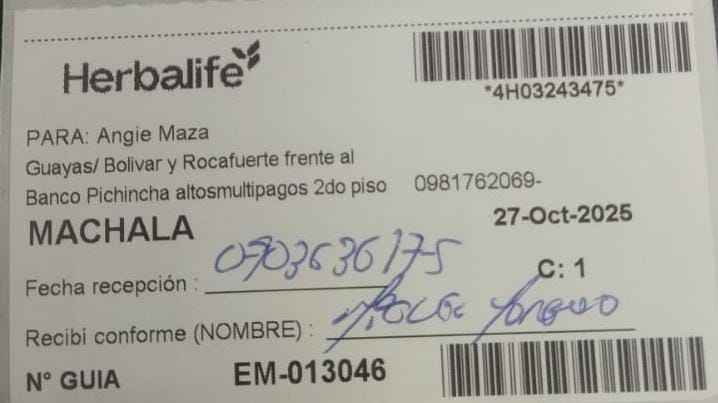 Herbalife
*4H03243475*
PARA: Angie Maza
Guayas/ Bolivar y Rocafuerte frente al
Banco Pichincha altosmultipagos 2do piso 0981762069-
MACHALA 27-Oct-2025
Fecha recepción : 0703636175
C: 1
Recibi conforme (NOMBRE) :
N° GUIA EM-013046